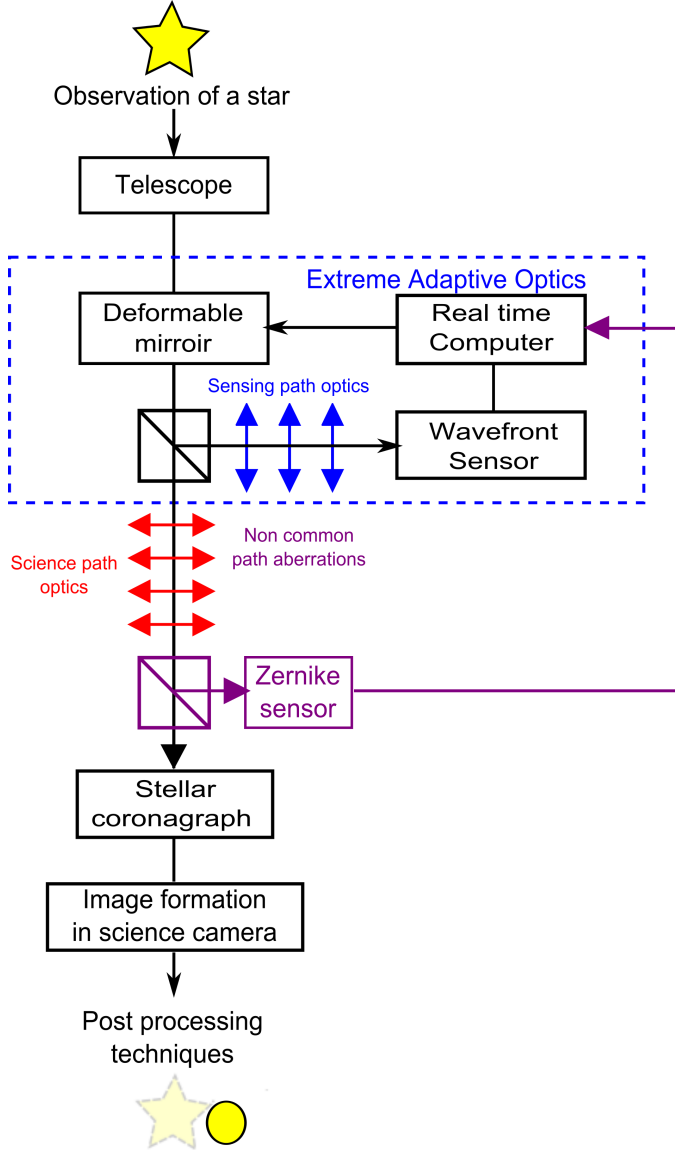 Observation of a star
Telescope
Extreme Adaptive Optics
Deformable
mirroir
Real time
Computer
Sensing path optics
Wavefront
Sensor
Science path
optics
Non common
path aberrations
Zernike
sensor
Stellar
coronagraph
Image formation
in science camera
Post processing
techniques